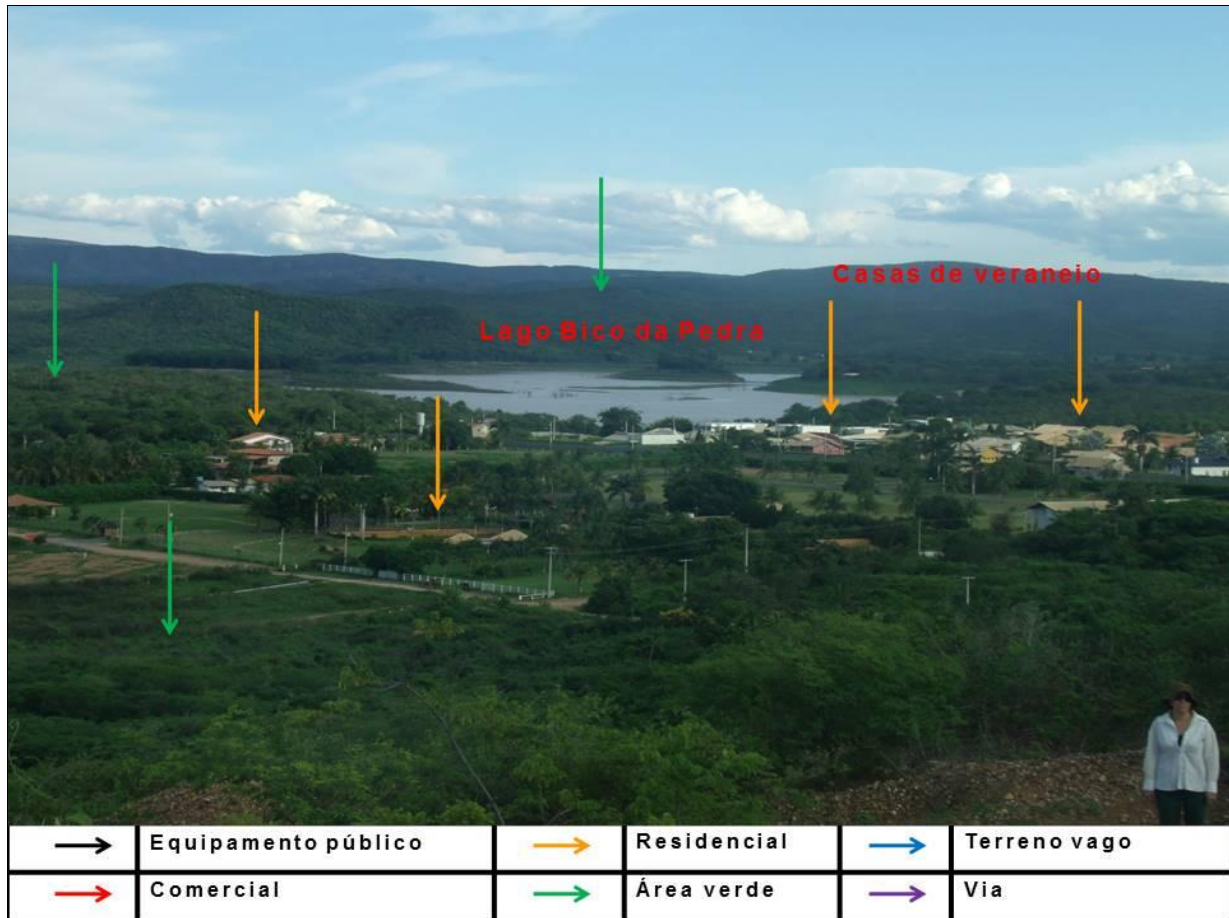 Casas de veraneio
Lago Bico da Pedra
Equipamento público
Residencial
Terreno vago
Comercial
Área verde
Via